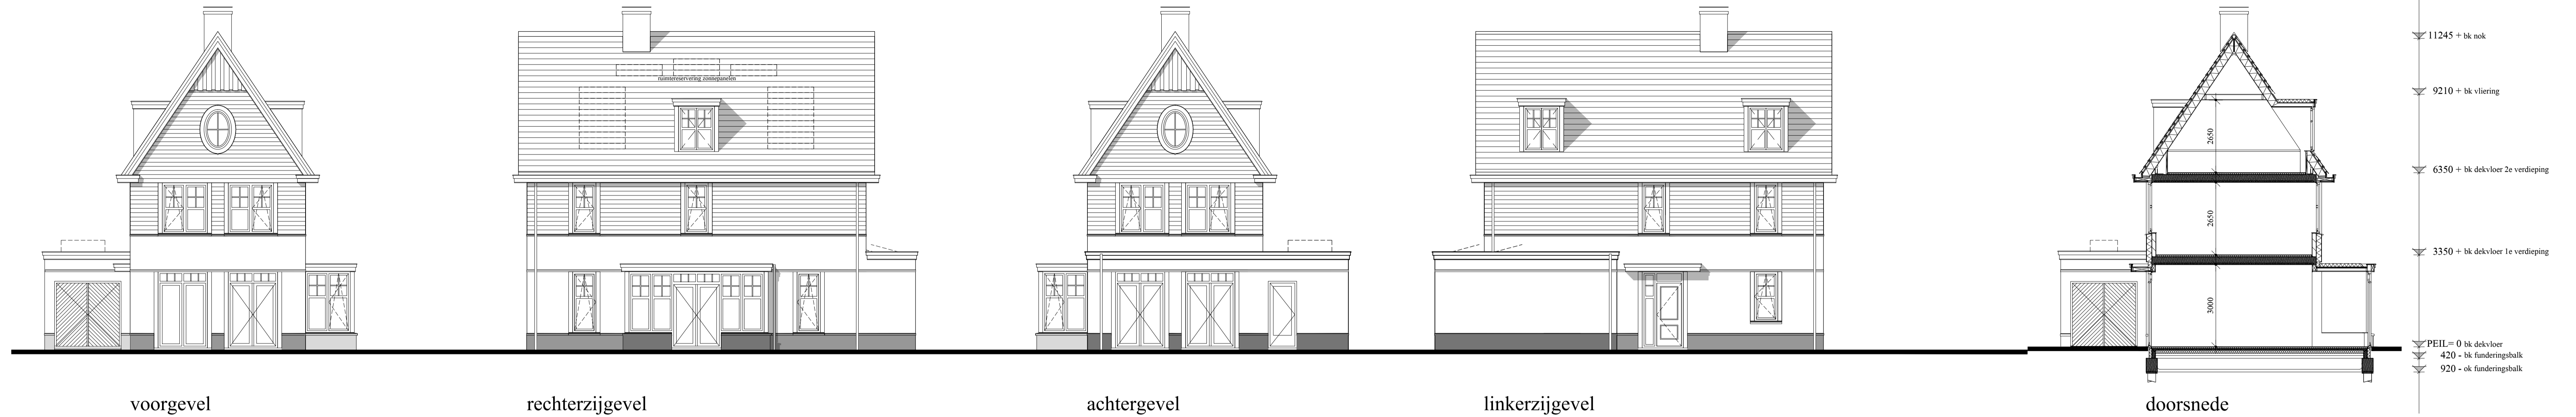 ruimtereservering zonnepanelen
11245 + bk nok
9210 + bk vliering
2650
6350 + bk dekvloer 2e verdieping
2650
3350 + bk dekvloer 1e verdieping
3000
PEIL= 0 bk dekvloer
420 - bk funderingsbalk
920 - ok funderingsbalk
voorgevel
rechterzijgevel
achtergevel
linkerzijgevel
doorsnede